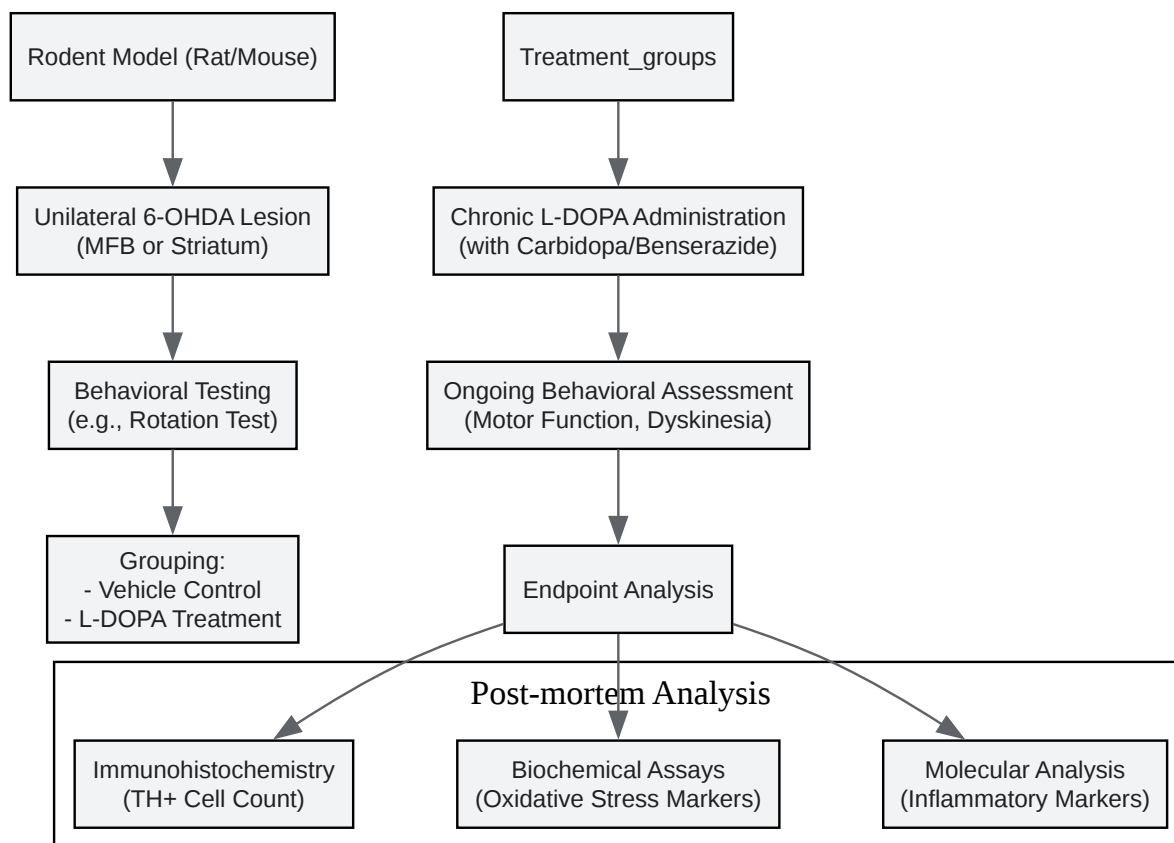 Rodent Model (Rat/Mouse)
Treatment_groups
Unilateral 6-OHDA Lesion
(MFB or Striatum)
Chronic L-DOPA Administration
(with Carbidopa/Benserazide)
Behavioral Testing
(e.g., Rotation Test)
Ongoing Behavioral Assessment
(Motor Function, Dyskinesia)
Grouping:
- Vehicle Control
- L-DOPA Treatment
Endpoint Analysis
Post-mortem Analysis
Immunohistochemistry
(TH+ Cell Count)
Biochemical Assays
(Oxidative Stress Markers)
Molecular Analysis
(Inflammatory Markers)